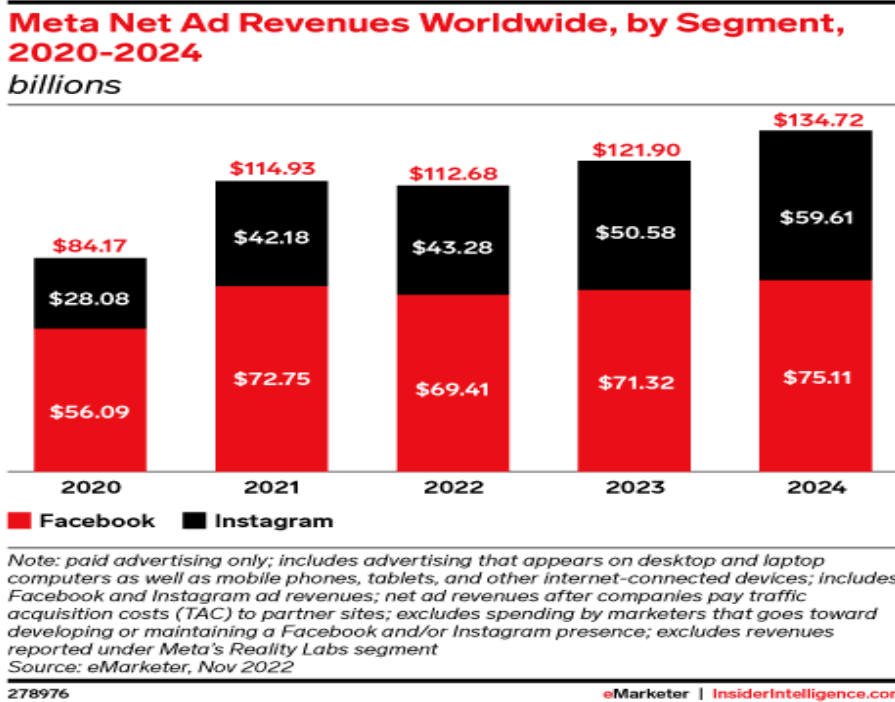 Meta Net Ad Revenues Worldwide, by Segment,
2020-2024
billions
$84.17
$114.93
$112.68
$121.90
$134.72
$28.08
$42.18
$43.28
$50.58
$59.61
$56.09
$72.75
$69.41
$71.32
$75.11
2020 2021 2022 2023 2024
Facebook Instagram
Note: paid advertising only; includes advertising that appears on desktop and laptop
computers as well as mobile phones, tablets, and other internet-connected devices; includes
Facebook and Instagram ad revenues; net ad revenues after companies pay traffic
acquisition costs (TAC) to partner sites; excludes spending by marketers that goes toward
developing or maintaining a Facebook and/or Instagram presence; excludes revenues
reported under Meta's Reality Labs segment
Source: eMarketer, Nov 2022
278976 eMarketer | InsiderIntelligence.com